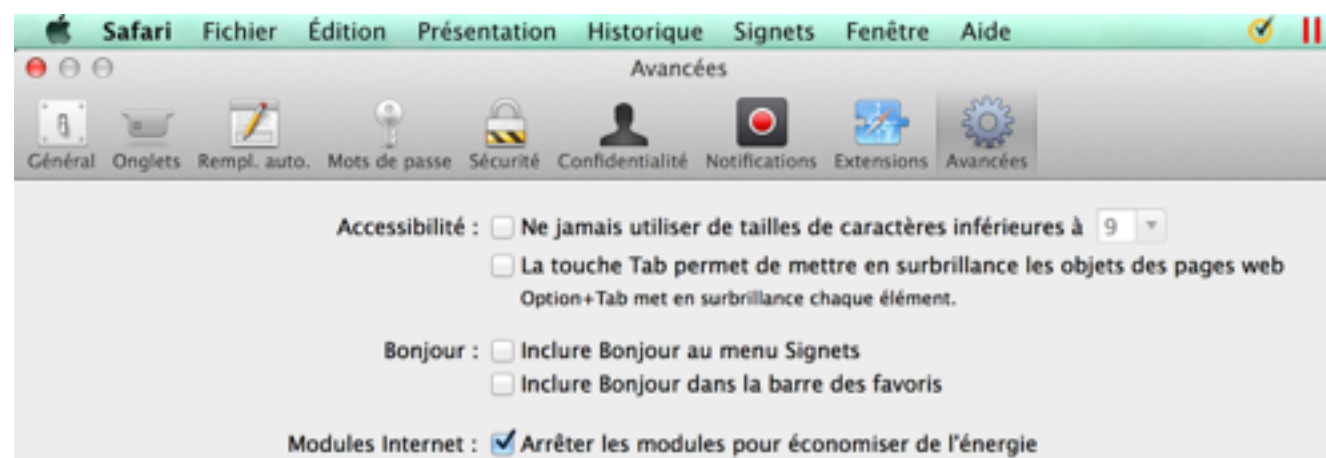 Safari Fichier Édition Présentation Historique Signets Fenêtre Aide
Avancées
Général Onglets Rempl. auto. Mots de passe Sécurité Confidentialité Notifications Extensions Avancées
Accessibilité : Ne jamais utiliser de tailles de caractères inférieures à 9
La touche Tab permet de mettre en surbrillance les objets des pages web
Option+Tab met en surbrillance chaque élément.
Bonjour : Inclure Bonjour au menu Signets
Inclure Bonjour dans la barre des favoris
Modules Internet : Arrêter les modules pour économiser de l'énergie